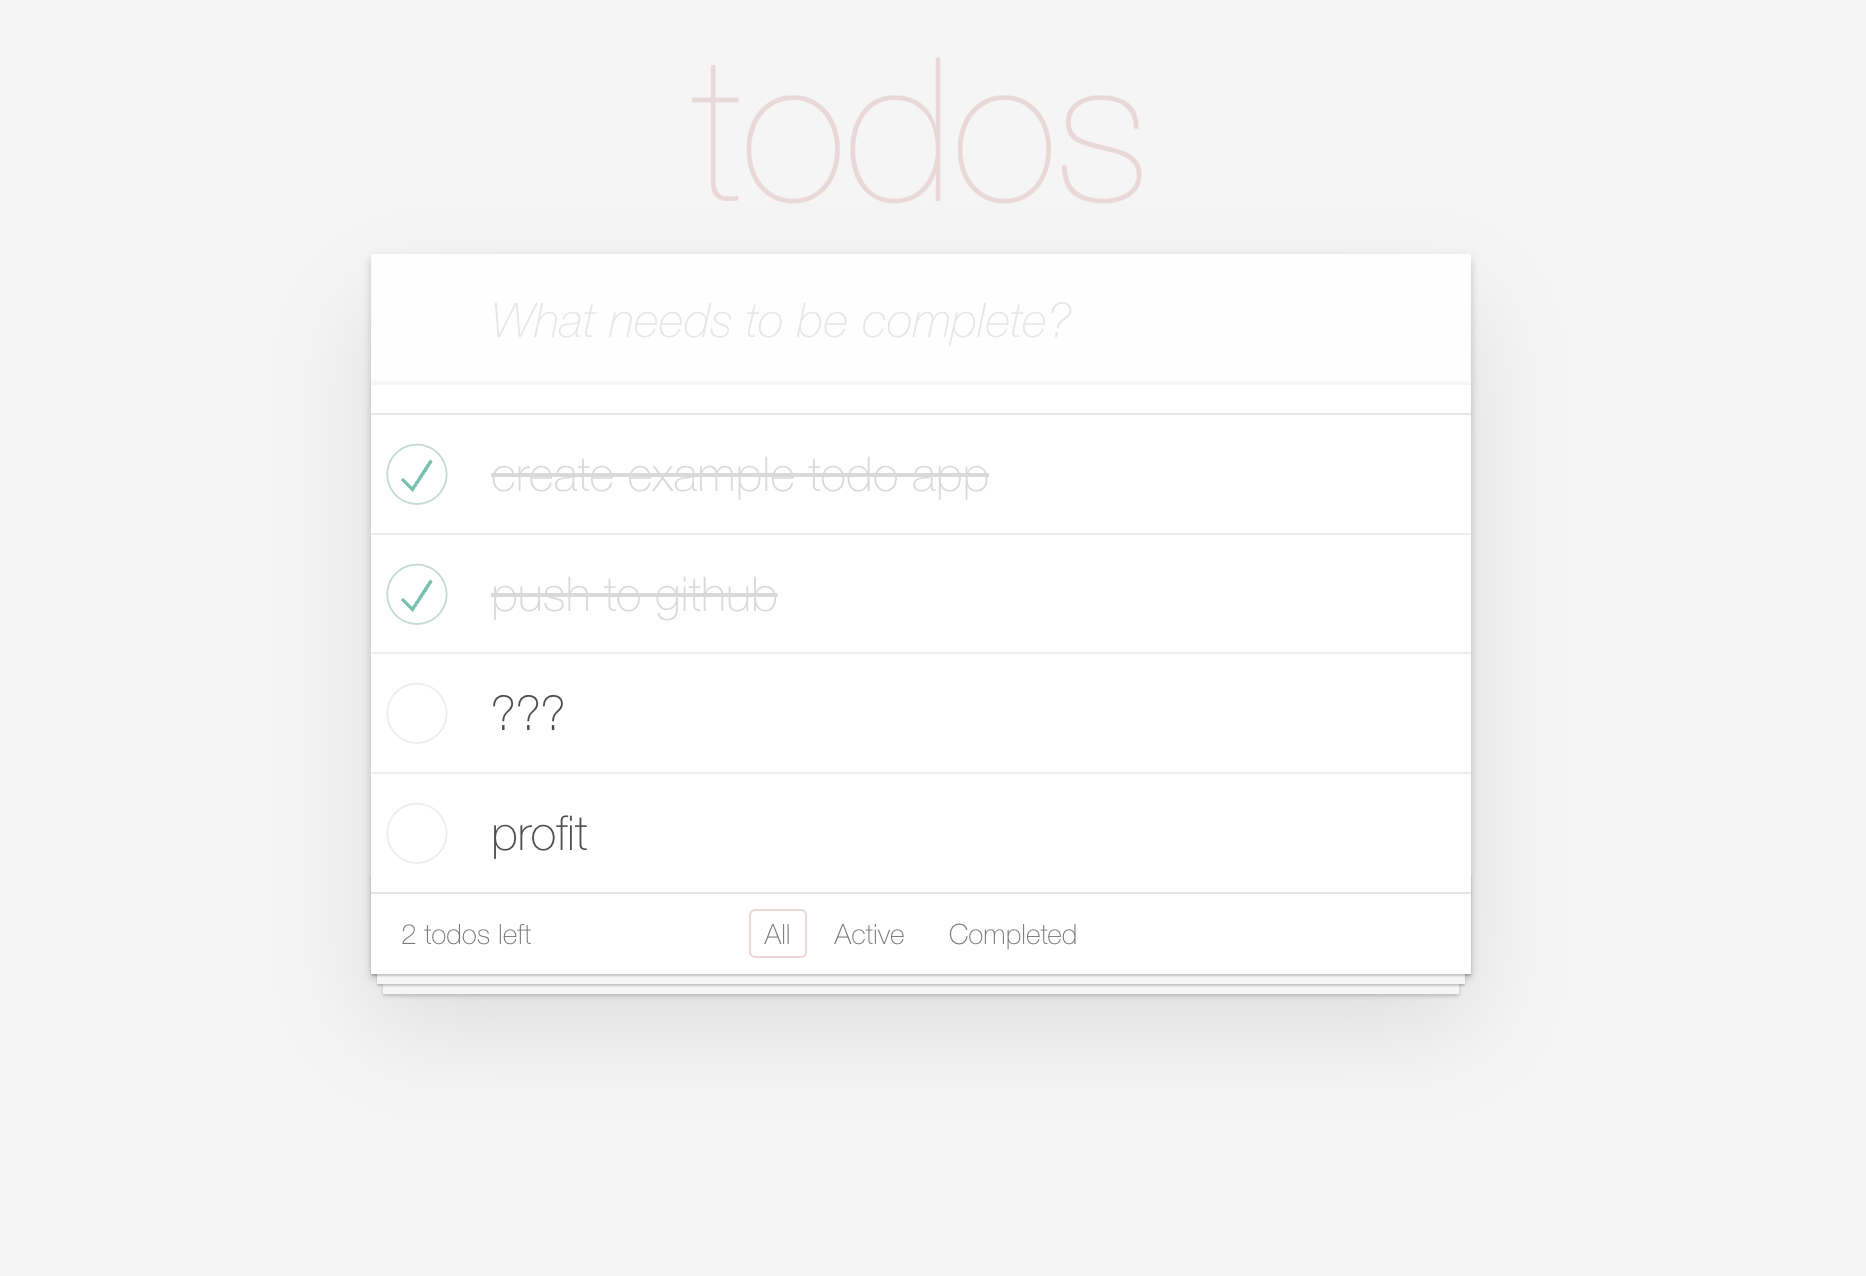 todos
What needs to be complete?
create example todo app
push to github
???
profit
2 todos left All Active Completed